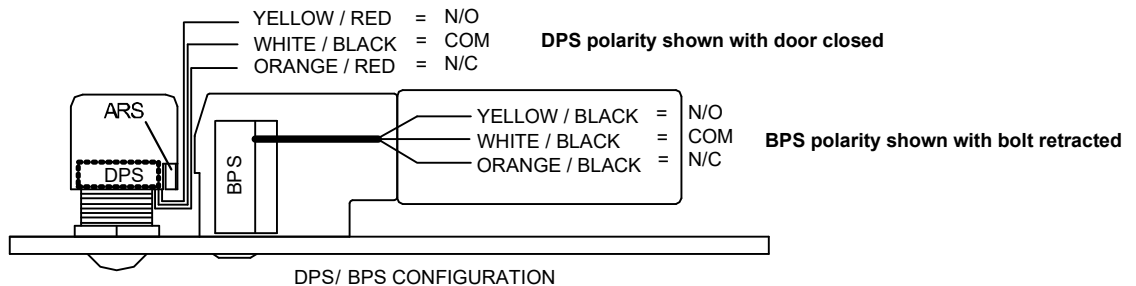 YELLOW / RED = N/O
WHITE / BLACK = COM DPS polarity shown with door closed
ORANGE / RED = N/C
ARS
DPS
BPS
YELLOW / BLACK = N/O
WHITE / BLACK = COM BPS polarity shown with bolt retracted
ORANGE / BLACK = N/C
DPS/ BPS CONFIGURATION